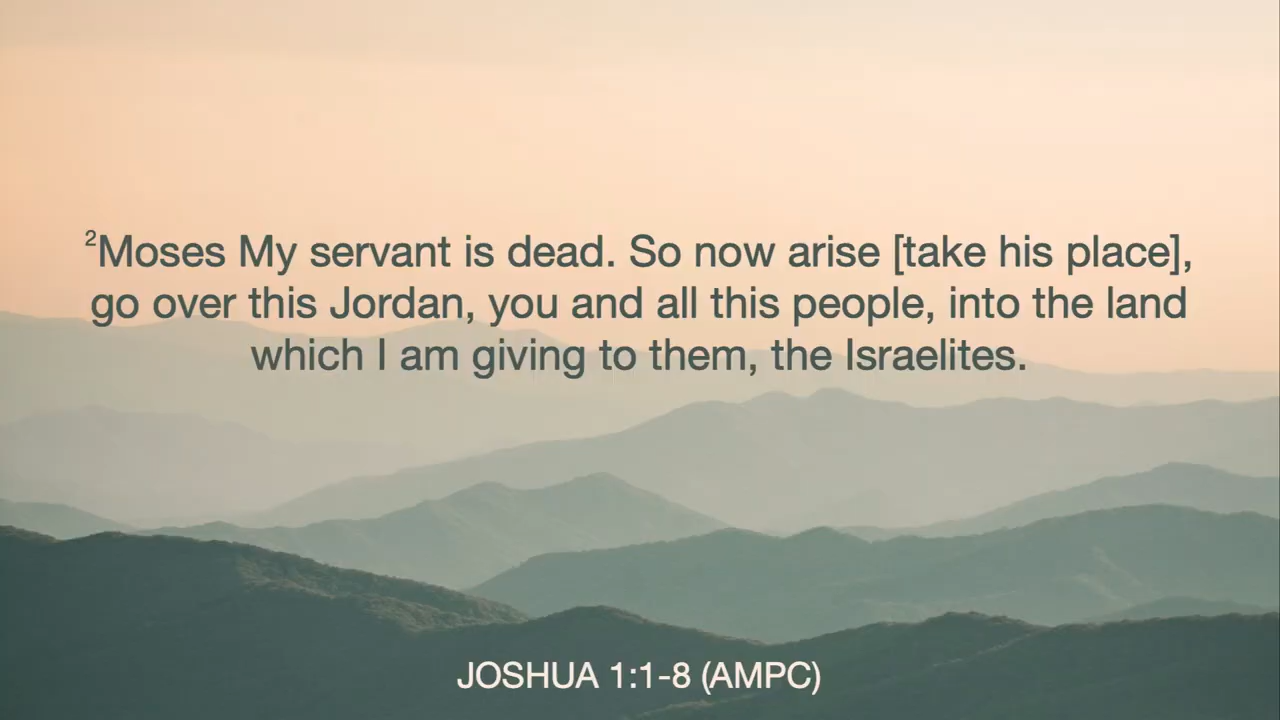 ²Moses My servant is dead. So now arise [take his place],
go over this Jordan, you and all this people, into the land
which I am giving to them, the Israelites.
JOSHUA 1:1-8 (AMPC)